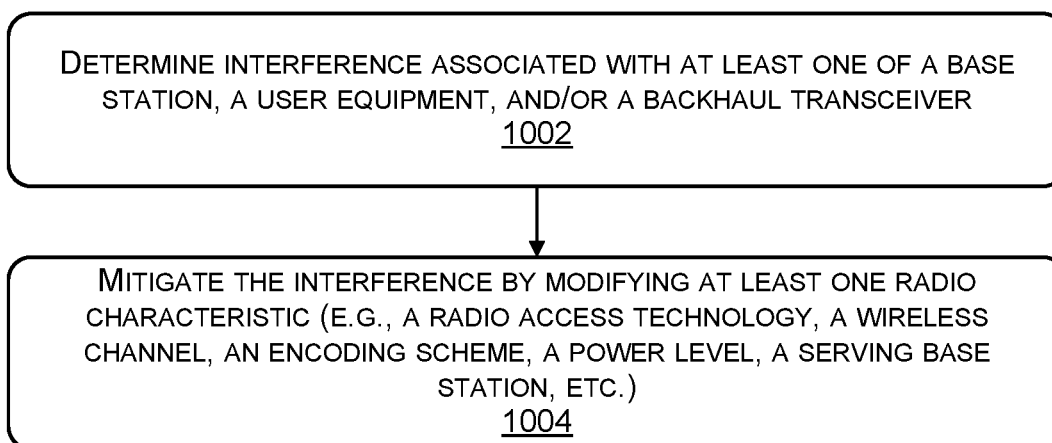 DETERMINE INTERFERENCE ASSOCIATED WITH AT LEAST ONE OF A BASE
STATION, A USER EQUIPMENT, AND/OR A BACKHAUL TRANSCEIVER
1002
MITIGATE THE INTERFERENCE BY MODIFYING AT LEAST ONE RADIO
CHARACTERISTIC (E.G., A RADIO ACCESS TECHNOLOGY, A WIRELESS
CHANNEL, AN ENCODING SCHEME, A POWER LEVEL, A SERVING BASE
STATION, ETC.)
1004